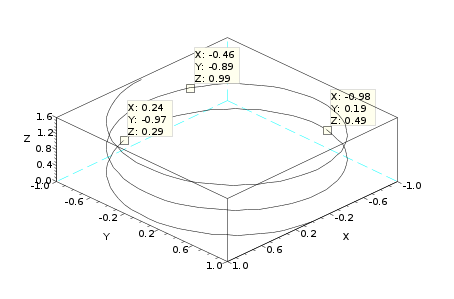 X: -0.46
Y: -0.89
Z: 0.99
X: 0.24
Y: -0.97
Z: 0.29
X: -0.98
Y: 0.19
Z: 0.49
1.6
1.2
0.8
0.4
0.0
Z
-1.0
-0.6
-0.2
0.2
0.6
1.0
Y
-1.0
-0.6
-0.2
0.2
0.6
1.0
X